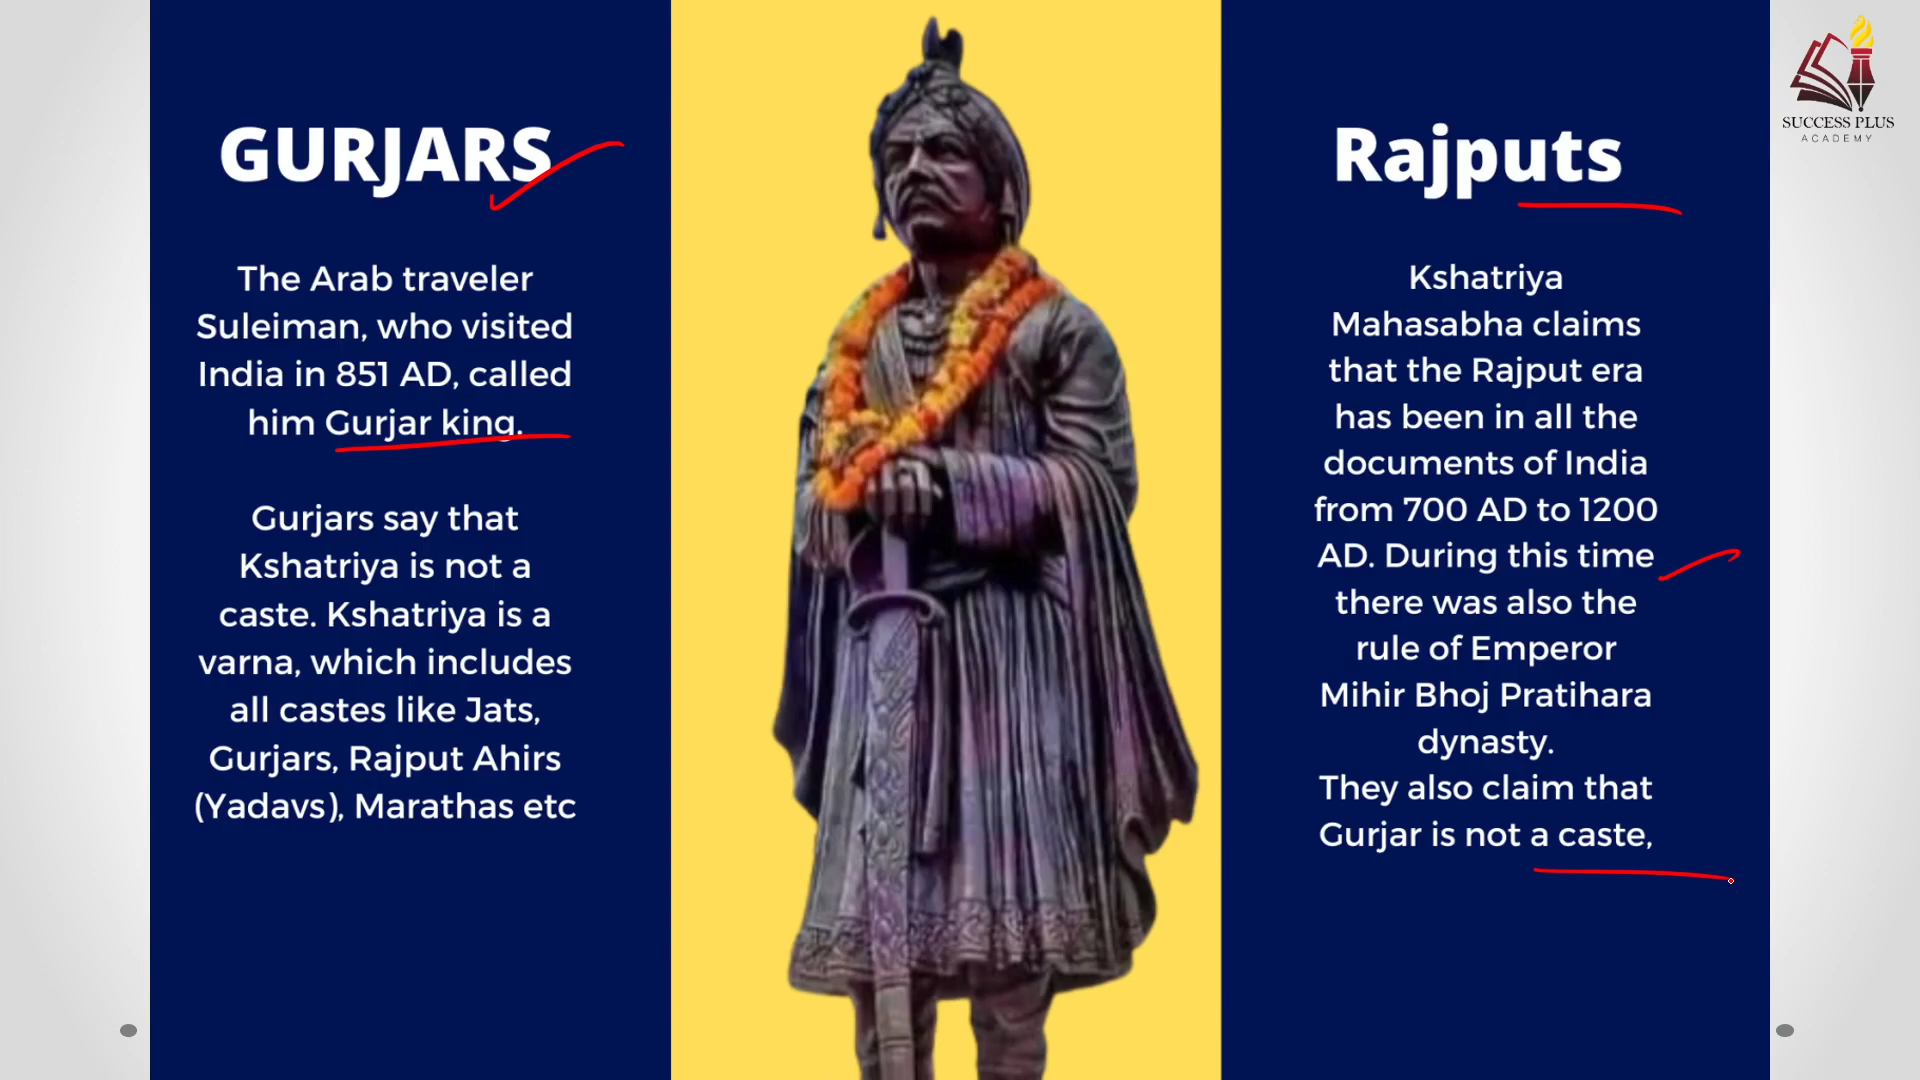 GURJARS
The Arab traveler
Suleiman, who visited
India in 851 AD, called
him Gurjar king.
Gurjars say that
Kshatriya is not a
caste. Kshatriya is a
varna, which includes
all castes like Jats,
Gurjars, Rajput Ahirs
(Yadavs), Marathas etc
Rajputs
Kshatriya
Mahasabha claims
that the Rajput era
has been in all the
documents of India
from 700 AD to 1200
AD. During this time
there was also the
rule of Emperor
Mihir Bhoj Pratihara
dynasty.
They also claim that
Gurjar is not a caste,
SUCCESS PLUS
ACADEMY